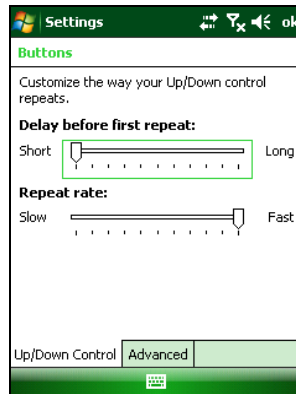 Settings ok
Buttons
Customize the way your Up/Down control
repeats.
Delay before first repeat:
Short Long
Repeat rate:
Slow Fast
Up/Down Control Advanced